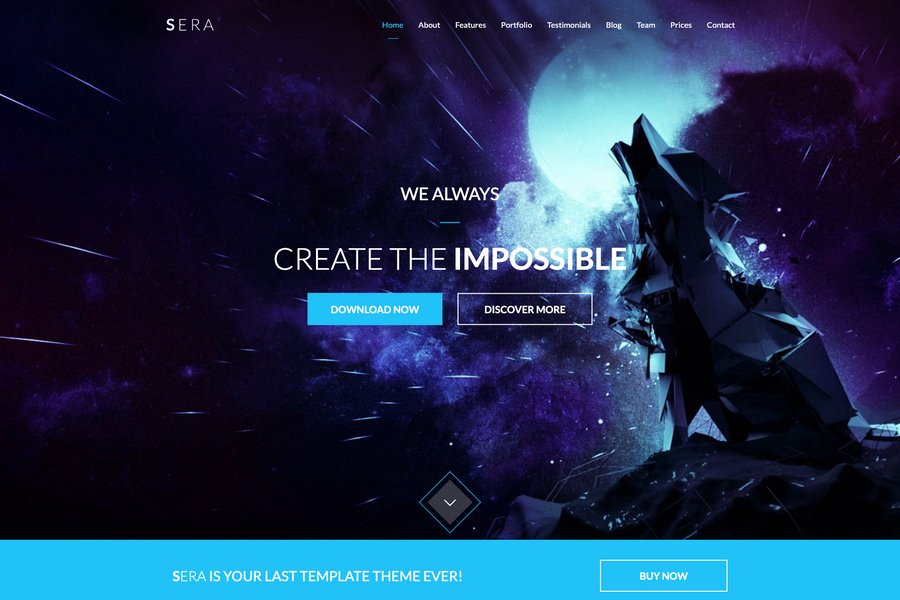 SERA
Home About Features Portfolio Testimonials Blog Team Prices Contact
WE ALWAYS
CREATE THE IMPOSSIBLE
DOWNLOAD NOW DISCOVER MORE
SERA IS YOUR LAST TEMPLATE THEME EVER! BUY NOW